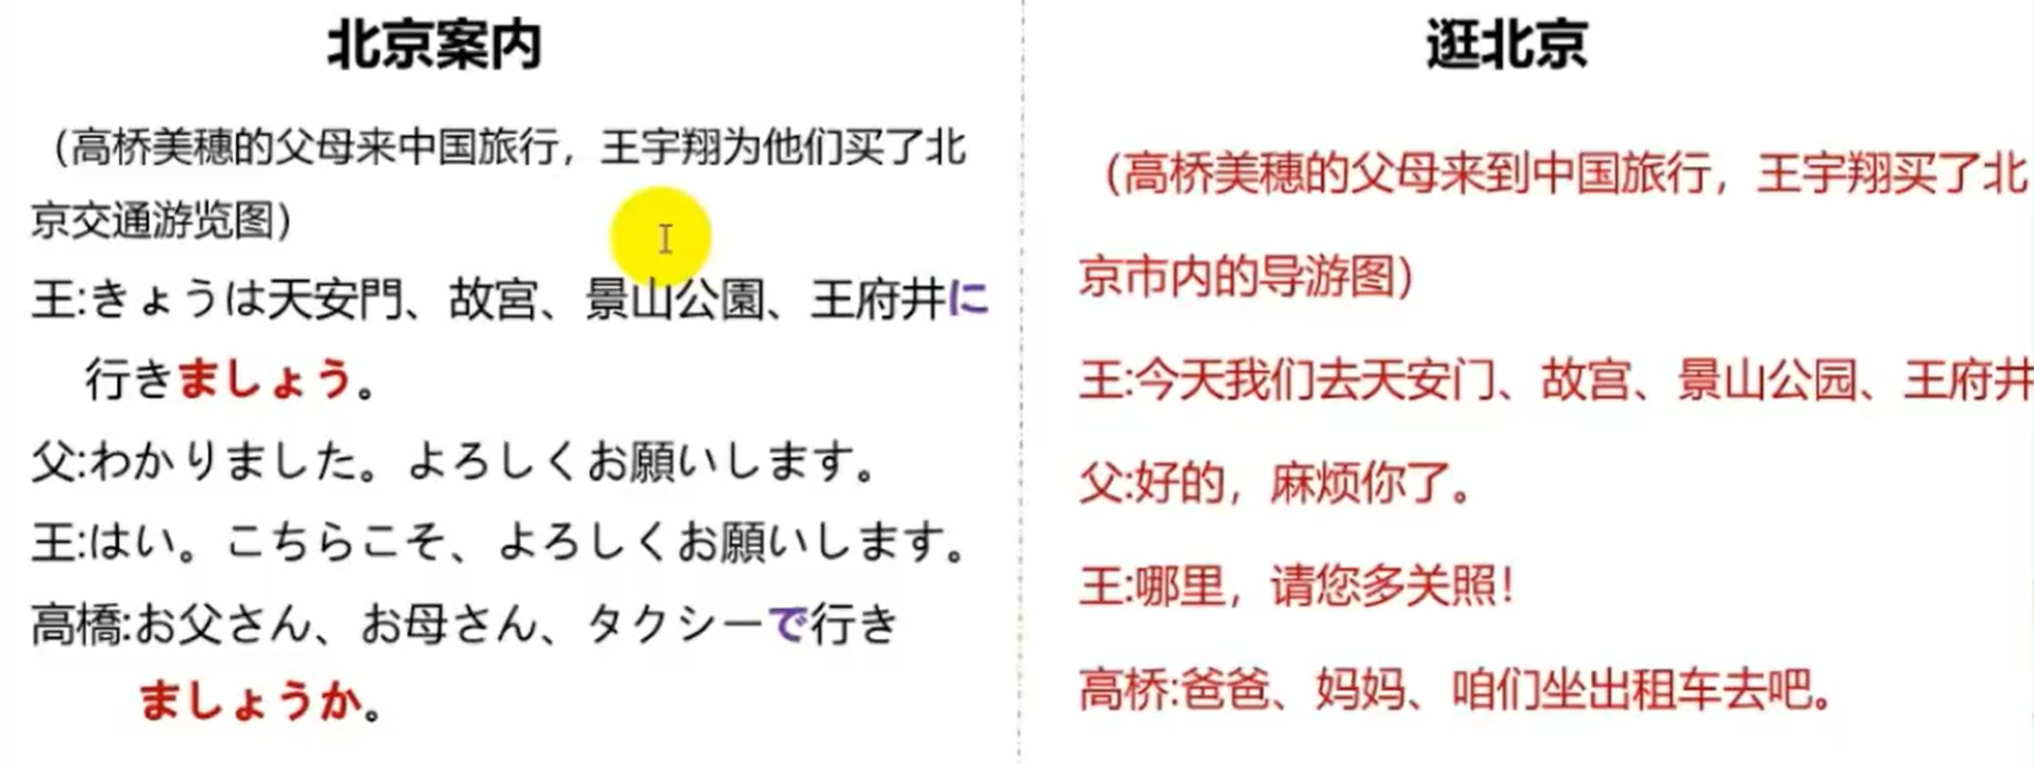 北京案内
（高桥美穗的父母来中国旅行，王宇翔为他们买了北
京交通游览图）
王:きょうは天安門、故宮、景山公園、王府井に
行きましょう。
父:わかりました。よろしくお願いします。
王:はい。こちらこそ、よろしくお願いします。
高橋:お父さん、お母さん、タクシーで行き
ましょうか。
逛北京
（高桥美穗的父母来到中国旅行，王宇翔买了北
京市内的导游图）
王:今天我们去天安门、故宫、景山公园、王府井
父:好的，麻烦你了。
王:哪里，请您多关照！
高桥:爸爸、妈妈、咱们坐出租车去吧。